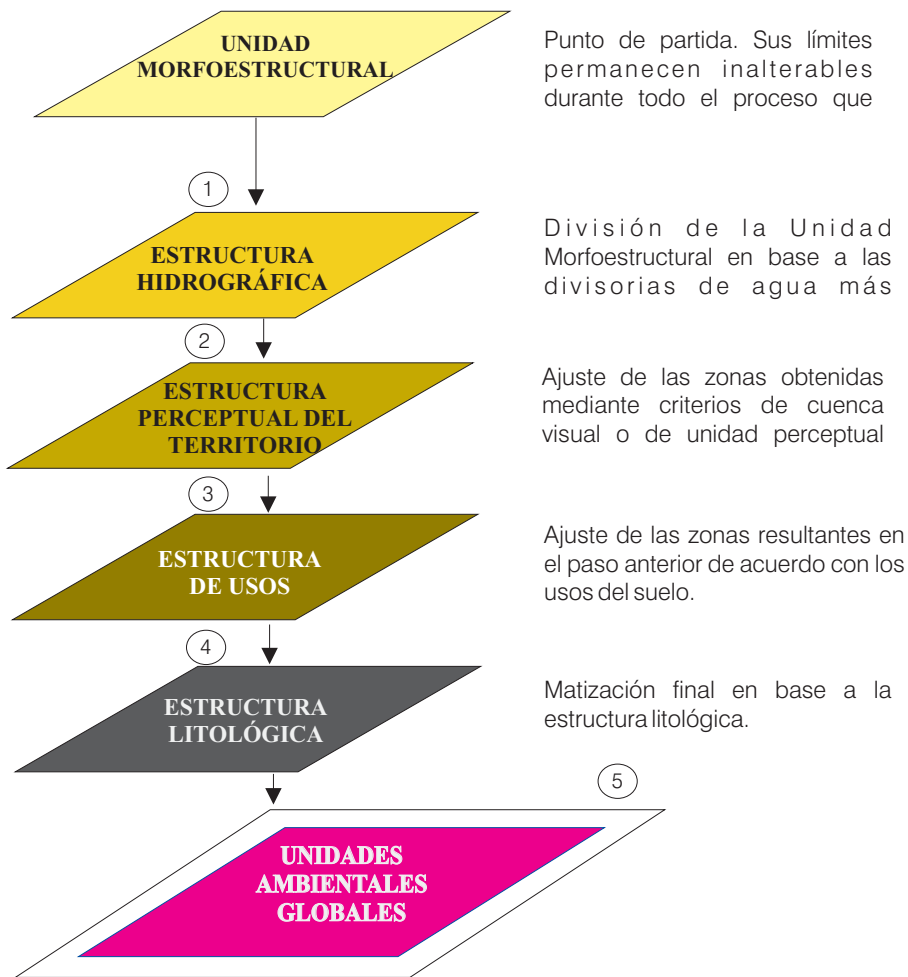 UNIDAD
MORFOESTRUCTURAL
Punto de partida. Sus límites
permanecen inalterables
durante todo el proceso que
1
ESTRUCTURA
HIDROGRÁFICA
División de la Unidad
Morfoestructural en base a las
divisorias de agua más
2
ESTRUCTURA
PERCEPTUAL DEL
TERRITORIO
Ajuste de las zonas obtenidas
mediante criterios de cuenca
visual o de unidad perceptual
3
ESTRUCTURA
DE USOS
Ajuste de las zonas resultantes en
el paso anterior de acuerdo con los
usos del suelo.
4
ESTRUCTURA
LITOLÓGICA
Matización final en base a la
estructura litológica.
5
UNIDADES
AMBIENTALES
GLOBALES